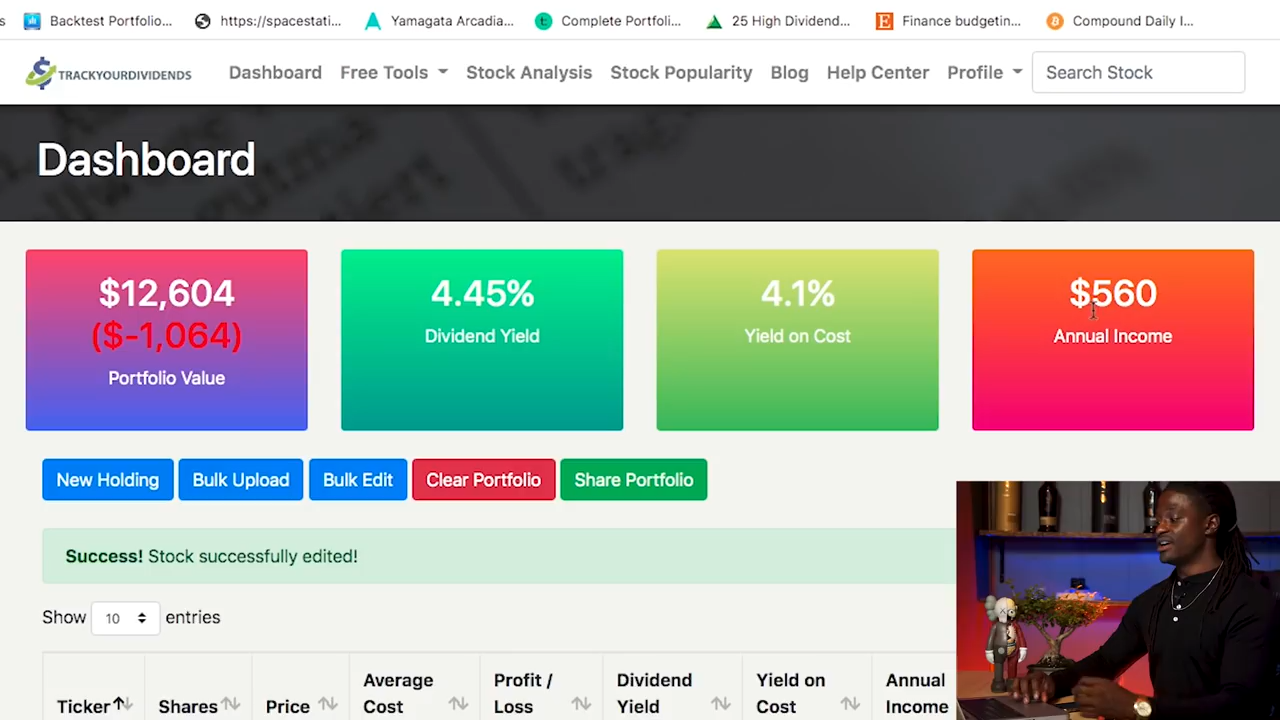 Backtest Portfolio... https://spacestati... Yamagata Arcadia... Complete Portfoli... 25 High Dividend... Finance budgetin... Compound Daily I...
TRACKYOURDIVIDENDS Dashboard Free Tools Stock Analysis Stock Popularity Blog Help Center Profile Search Stock
Dashboard
$12,604
($-1,064)
Portfolio Value
4.45%
Dividend Yield
4.1%
Yield on Cost
$560
Annual Income
New Holding Bulk Upload Bulk Edit Clear Portfolio Share Portfolio
Success! Stock successfully edited!
Show 10 entries
Ticker Shares Price Average Cost Profit / Loss Dividend Yield Yield on Cost Annual Income